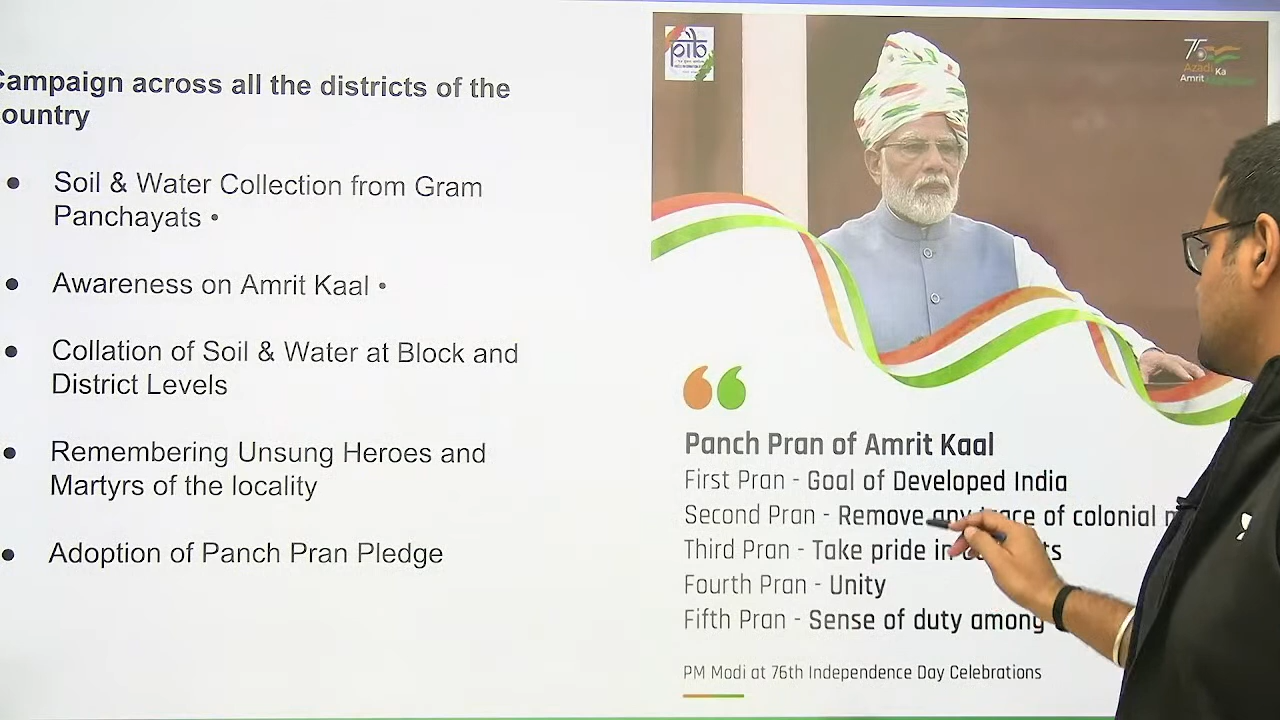 Campaign across all the districts of the
ountry
● Soil & Water Collection from Gram
Panchayats •
● Awareness on Amrit Kaal •
● Collation of Soil & Water at Block and
District Levels
● Remembering Unsung Heroes and
Martyrs of the locality
● Adoption of Panch Pran Pledge
pib
75
Azadi Ka
Amrit
Panch Pran of Amrit Kaal
First Pran - Goal of Developed India
Second Pran - Remove any trace of colonial
Third Pran - Take pride in
Fourth Pran - Unity
Fifth Pran - Sense of duty among
PM Modi at 76th Independence Day Celebrations